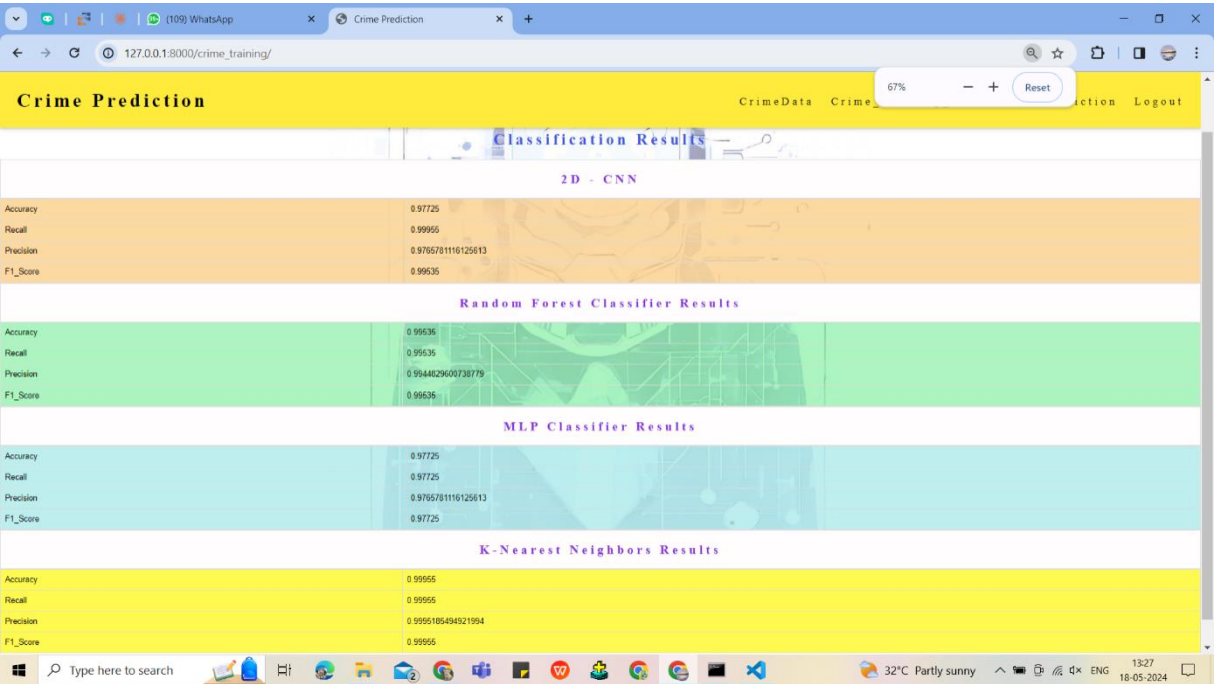 (109) WhatsApp
Crime Prediction
127.0.0.1:8000/crime_training/
67%
Reset
Crime Prediction
CrimeData Crime_ iction Logout
Classification Results
2D - CNN
Accuracy 0.97725
Recall 0.99955
Precision 0.9765781116125613
F1_Score 0.99535
Random Forest Classifier Results
Accuracy 0.99535
Recall 0.99535
Precision 0.9944829600738779
F1_Score 0.99535
MLP Classifier Results
Accuracy 0.97725
Recall 0.97725
Precision 0.9765781116125613
F1_Score 0.97725
K-Nearest Neighbors Results
Accuracy 0.99955
Recall 0.99955
Precision 0.9995185494921994
F1_Score 0.99955
Type here to search
32°C Partly sunny
ENG
13:27
18-05-2024